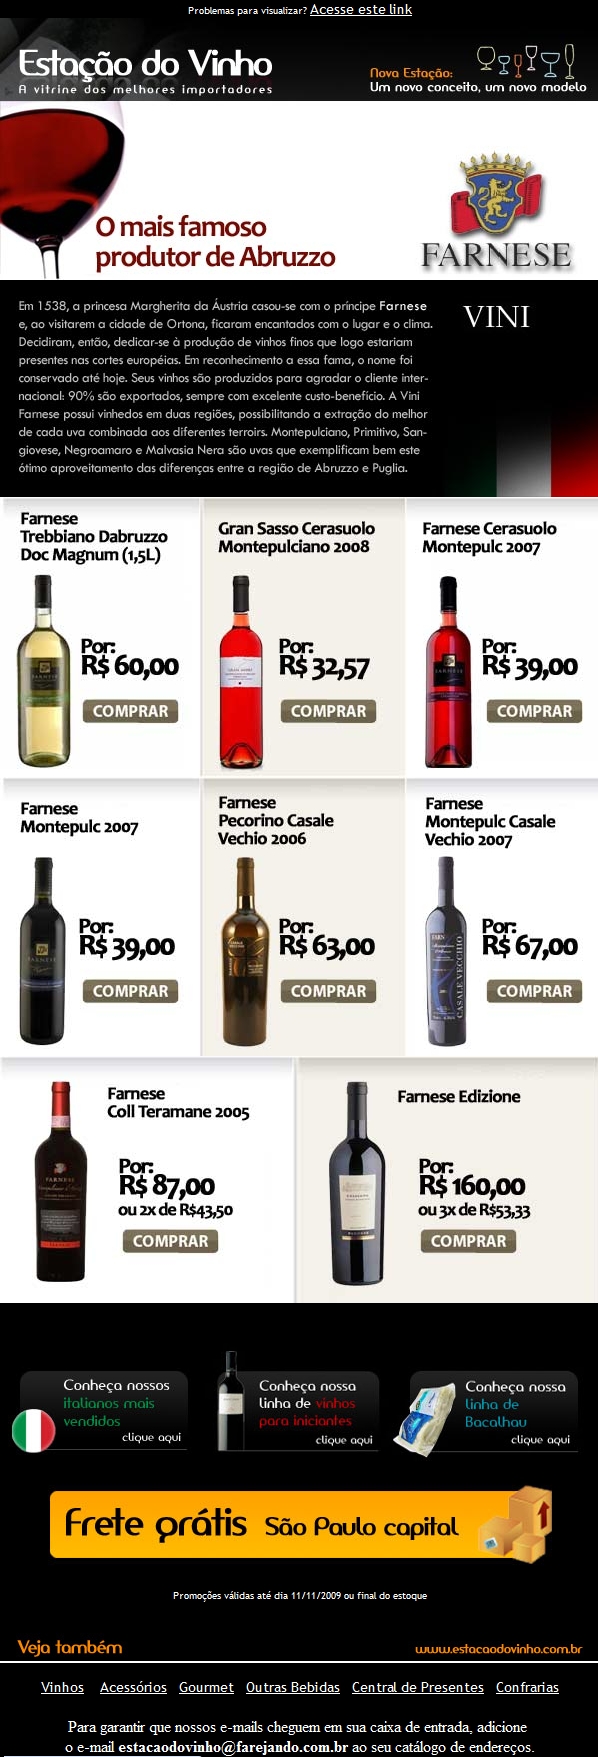 Problemas para visualizar? Acesse este link
Estação do Vinho
A vitrine dos melhores importadores
Nova Estação:
Um novo conceito, um novo modelo
O mais famoso
produtor de Abruzzo
FARNESE
VINI
Em 1538, a princesa Margherita da Áustria casou-se com o príncipe Farnese
e, ao visitarem a cidade de Ortona, ficaram encantados com o lugar e o clima.
Decidiram, então, dedicar-se à produção de vinhos finos que logo estariam
presentes nas cortes européias. Em reconhecimento a essa fama, o nome foi
conservado até hoje. Seus vinhos são produzidos para agradar o cliente inter-
nacional: 90% são exportados, sempre com excelente custo-benefício. A Vini
Farnese possui vinhedos em duas regiões, possibilitando a extração do melhor
de cada uva combinada aos diferentes terroirs. Montepulciano, Primitivo, San-
giovese, Negroamaro e Malvasia Nera são uvas que exemplificam bem este
ótimo aproveitamento das diferenças entre a região de Abruzzo e Puglia.
Farnese
Trebbiano Dabruzzo
Doc Magnum (1,5L)
Por:
R$ 60,00
COMPRAR
Gran Sasso Cerasuolo
Montepulciano 2008
Por:
R$ 32,57
COMPRAR
Farnese Cerasuolo
Montepulc 2007
Por:
R$ 39,00
COMPRAR
Farnese
Montepulc 2007
Por:
R$ 39,00
COMPRAR
Farnese
Pecorino Casale
Vechio 2006
Por:
R$ 63,00
COMPRAR
Farnese
Montepulc Casale
Vechio 2007
CASALE VECCHIO
Por:
R$ 67,00
COMPRAR
Farnese
Coll Teramane 2005
FARNESE
Por:
R$ 87,00
ou 2x de R$43,50
COMPRAR
Farnese Edizione
Por:
R$ 160,00
ou 3x de R$53,33
COMPRAR
Conheça nossos
italianos mais
vendidos
clique aqui
Conheça nossa
linha de vinhos
para iniciantes
clique aqui
Conheça nossa
linha de
Bacalhau
clique aqui
Frete grátis São Paulo capital
Promoções válidas até dia 11/11/2009 ou final do estoque
Veja também
www.estacaodovinho.com.br
Vinhos Acessórios Gourmet Outras Bebidas Central de Presentes Confrarias
Para garantir que nossos e-mails cheguem em sua caixa de entrada, adicione
o e-mail estacaodovinho@farejando.com.br ao seu catálogo de endereços.